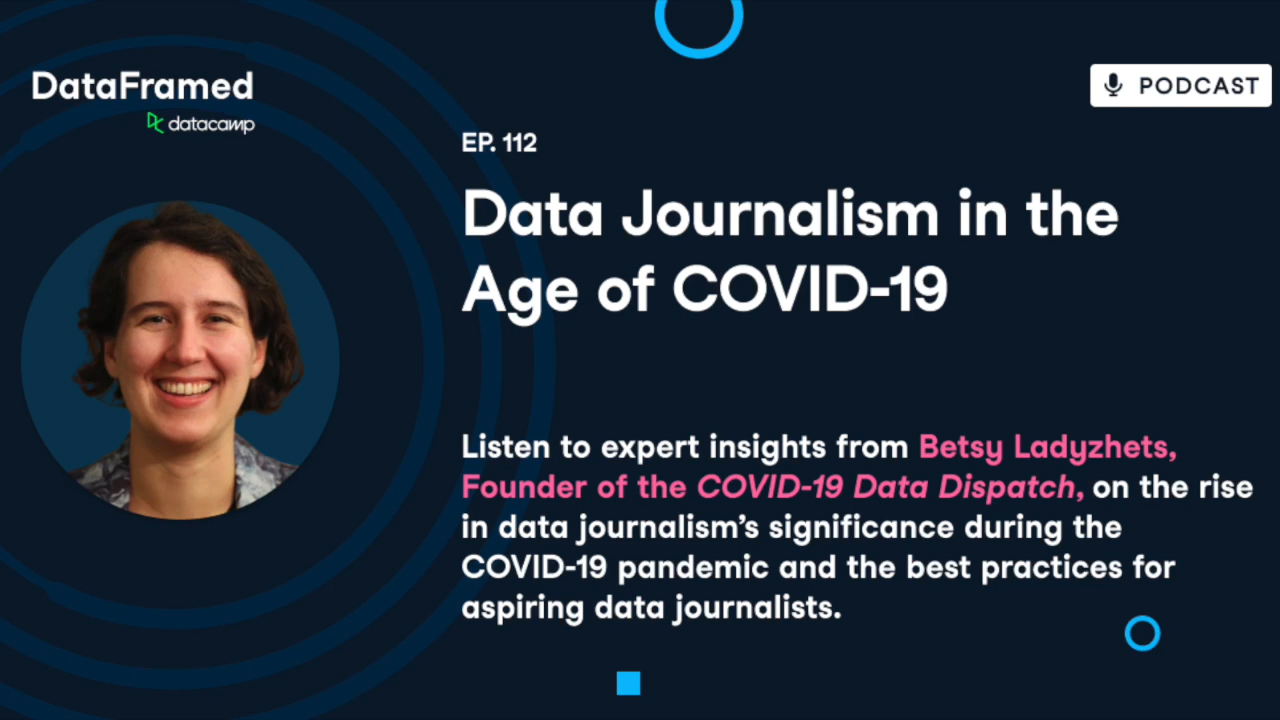 DataFramed
datacamp
PODCAST
EP. 112
Data Journalism in the
Age of COVID-19
Listen to expert insights from Betsy Ladyzhets,
Founder of the COVID-19 Data Dispatch, on the rise
in data journalism’s significance during the
COVID-19 pandemic and the best practices for
aspiring data journalists.